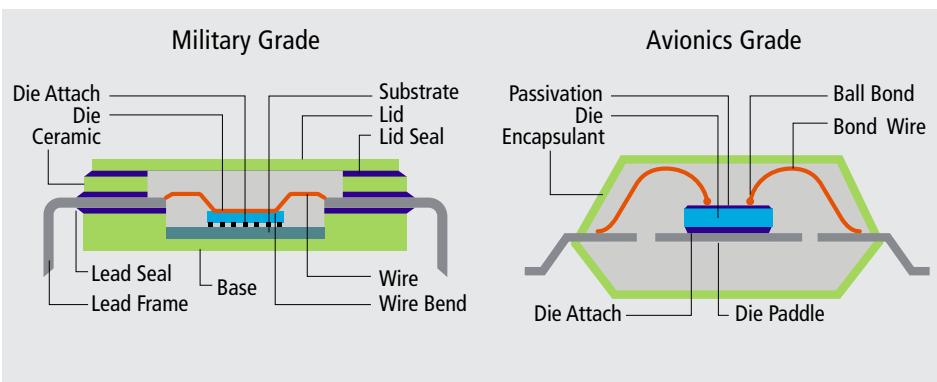 Military Grade
Die Attach
Die
Ceramic
Substrate
Lid
Lid Seal
Lead Seal
Lead Frame
Base
Wire
Wire Bend
Avionics Grade
Passivation
Die
Encapsulant
Ball Bond
Bond Wire
Die Attach
Die Paddle